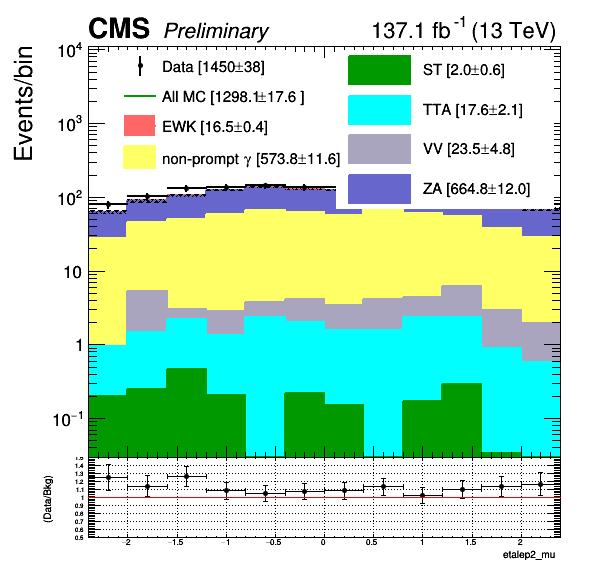 CMS Preliminary 137.1 fb⁻¹ (13 TeV)
Events/bin
10⁴
10³
10²
10
1
10⁻¹
Data [1450±38]
All MC [1298.1±17.6 ]
EWK [16.5±0.4]
non-prompt γ [573.8±11.6]
ST [2.0±0.6]
TTA [17.6±2.1]
VV [23.5±4.8]
ZA [664.8±12.0]
(Data/Bkg)
1.5
1.4
1.3
1.2
1.1
1
0.9
0.8
0.7
0.6
0.5
−2 −1.5 −1 −0.5 0 0.5 1 1.5 2
etalep2_mu